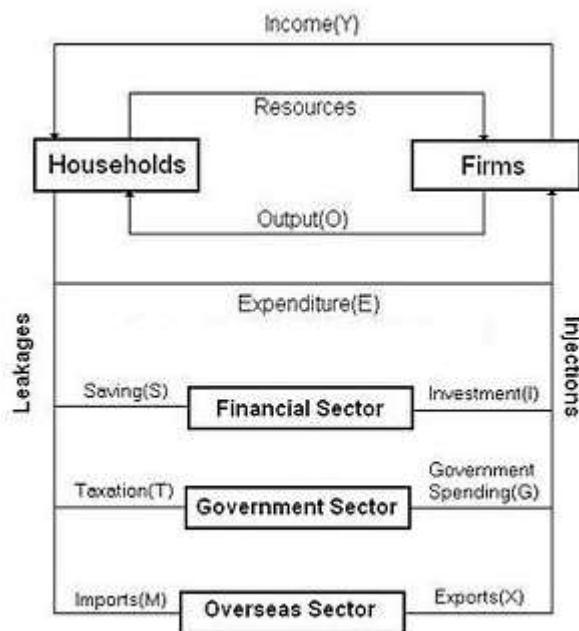 Income(Y)
Resources
Households
Firms
Output(O)
Expenditure(E)
Leakages
Injections
Saving(S)
Financial Sector
Investment(I)
Taxation(T)
Government Sector
Government
Spending(G)
Imports(M)
Overseas Sector
Exports(X)